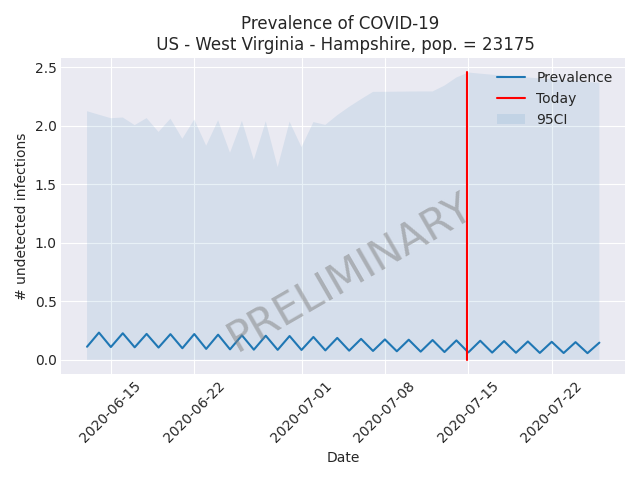 Prevalence of COVID-19
US - West Virginia - Hampshire, pop. = 23175
2.5
2.0
1.5
1.0
0.5
0.0
# undetected infections
Prevalence
Today
95CI
PRELIMINARY
2020-06-15
2020-06-22
2020-07-01
2020-07-08
2020-07-15
2020-07-22
Date